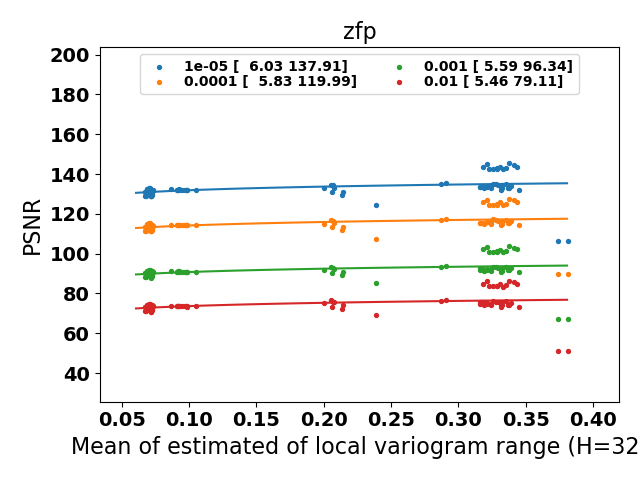 zfp
1e-05 [ 6.03 137.91]
0.0001 [ 5.83 119.99]
0.001 [ 5.59 96.34]
0.01 [ 5.46 79.11]
PSNR
200
180
160
140
120
100
80
60
40
0.05 0.10 0.15 0.20 0.25 0.30 0.35 0.40
Mean of estimated of local variogram range (H=32